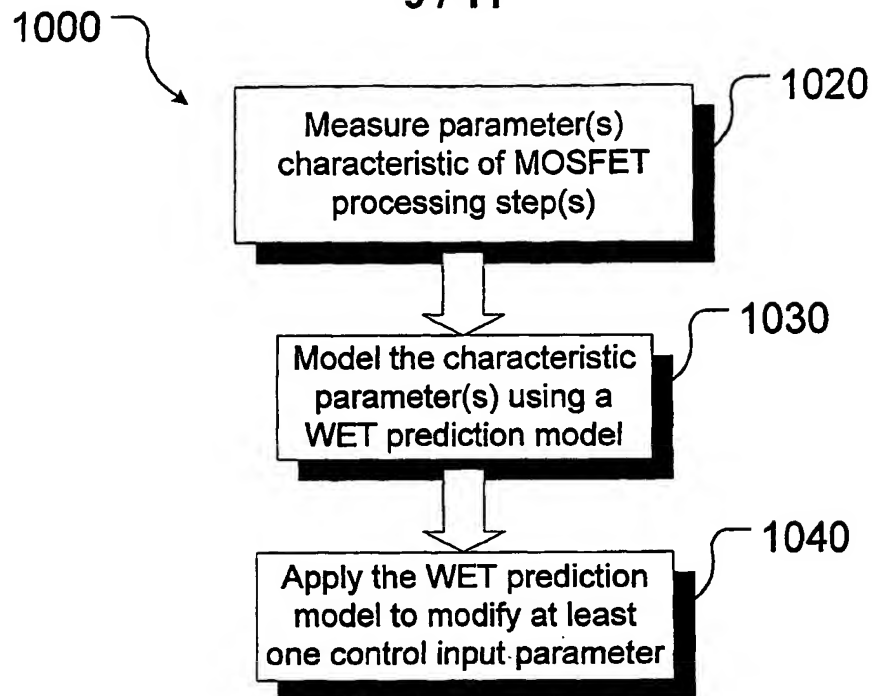 1000
1020
Measure parameter(s)
characteristic of MOSFET
processing step(s)
1030
Model the characteristic
parameter(s) using a
WET prediction model
1040
Apply the WET prediction
model to modify at least
one control input parameter